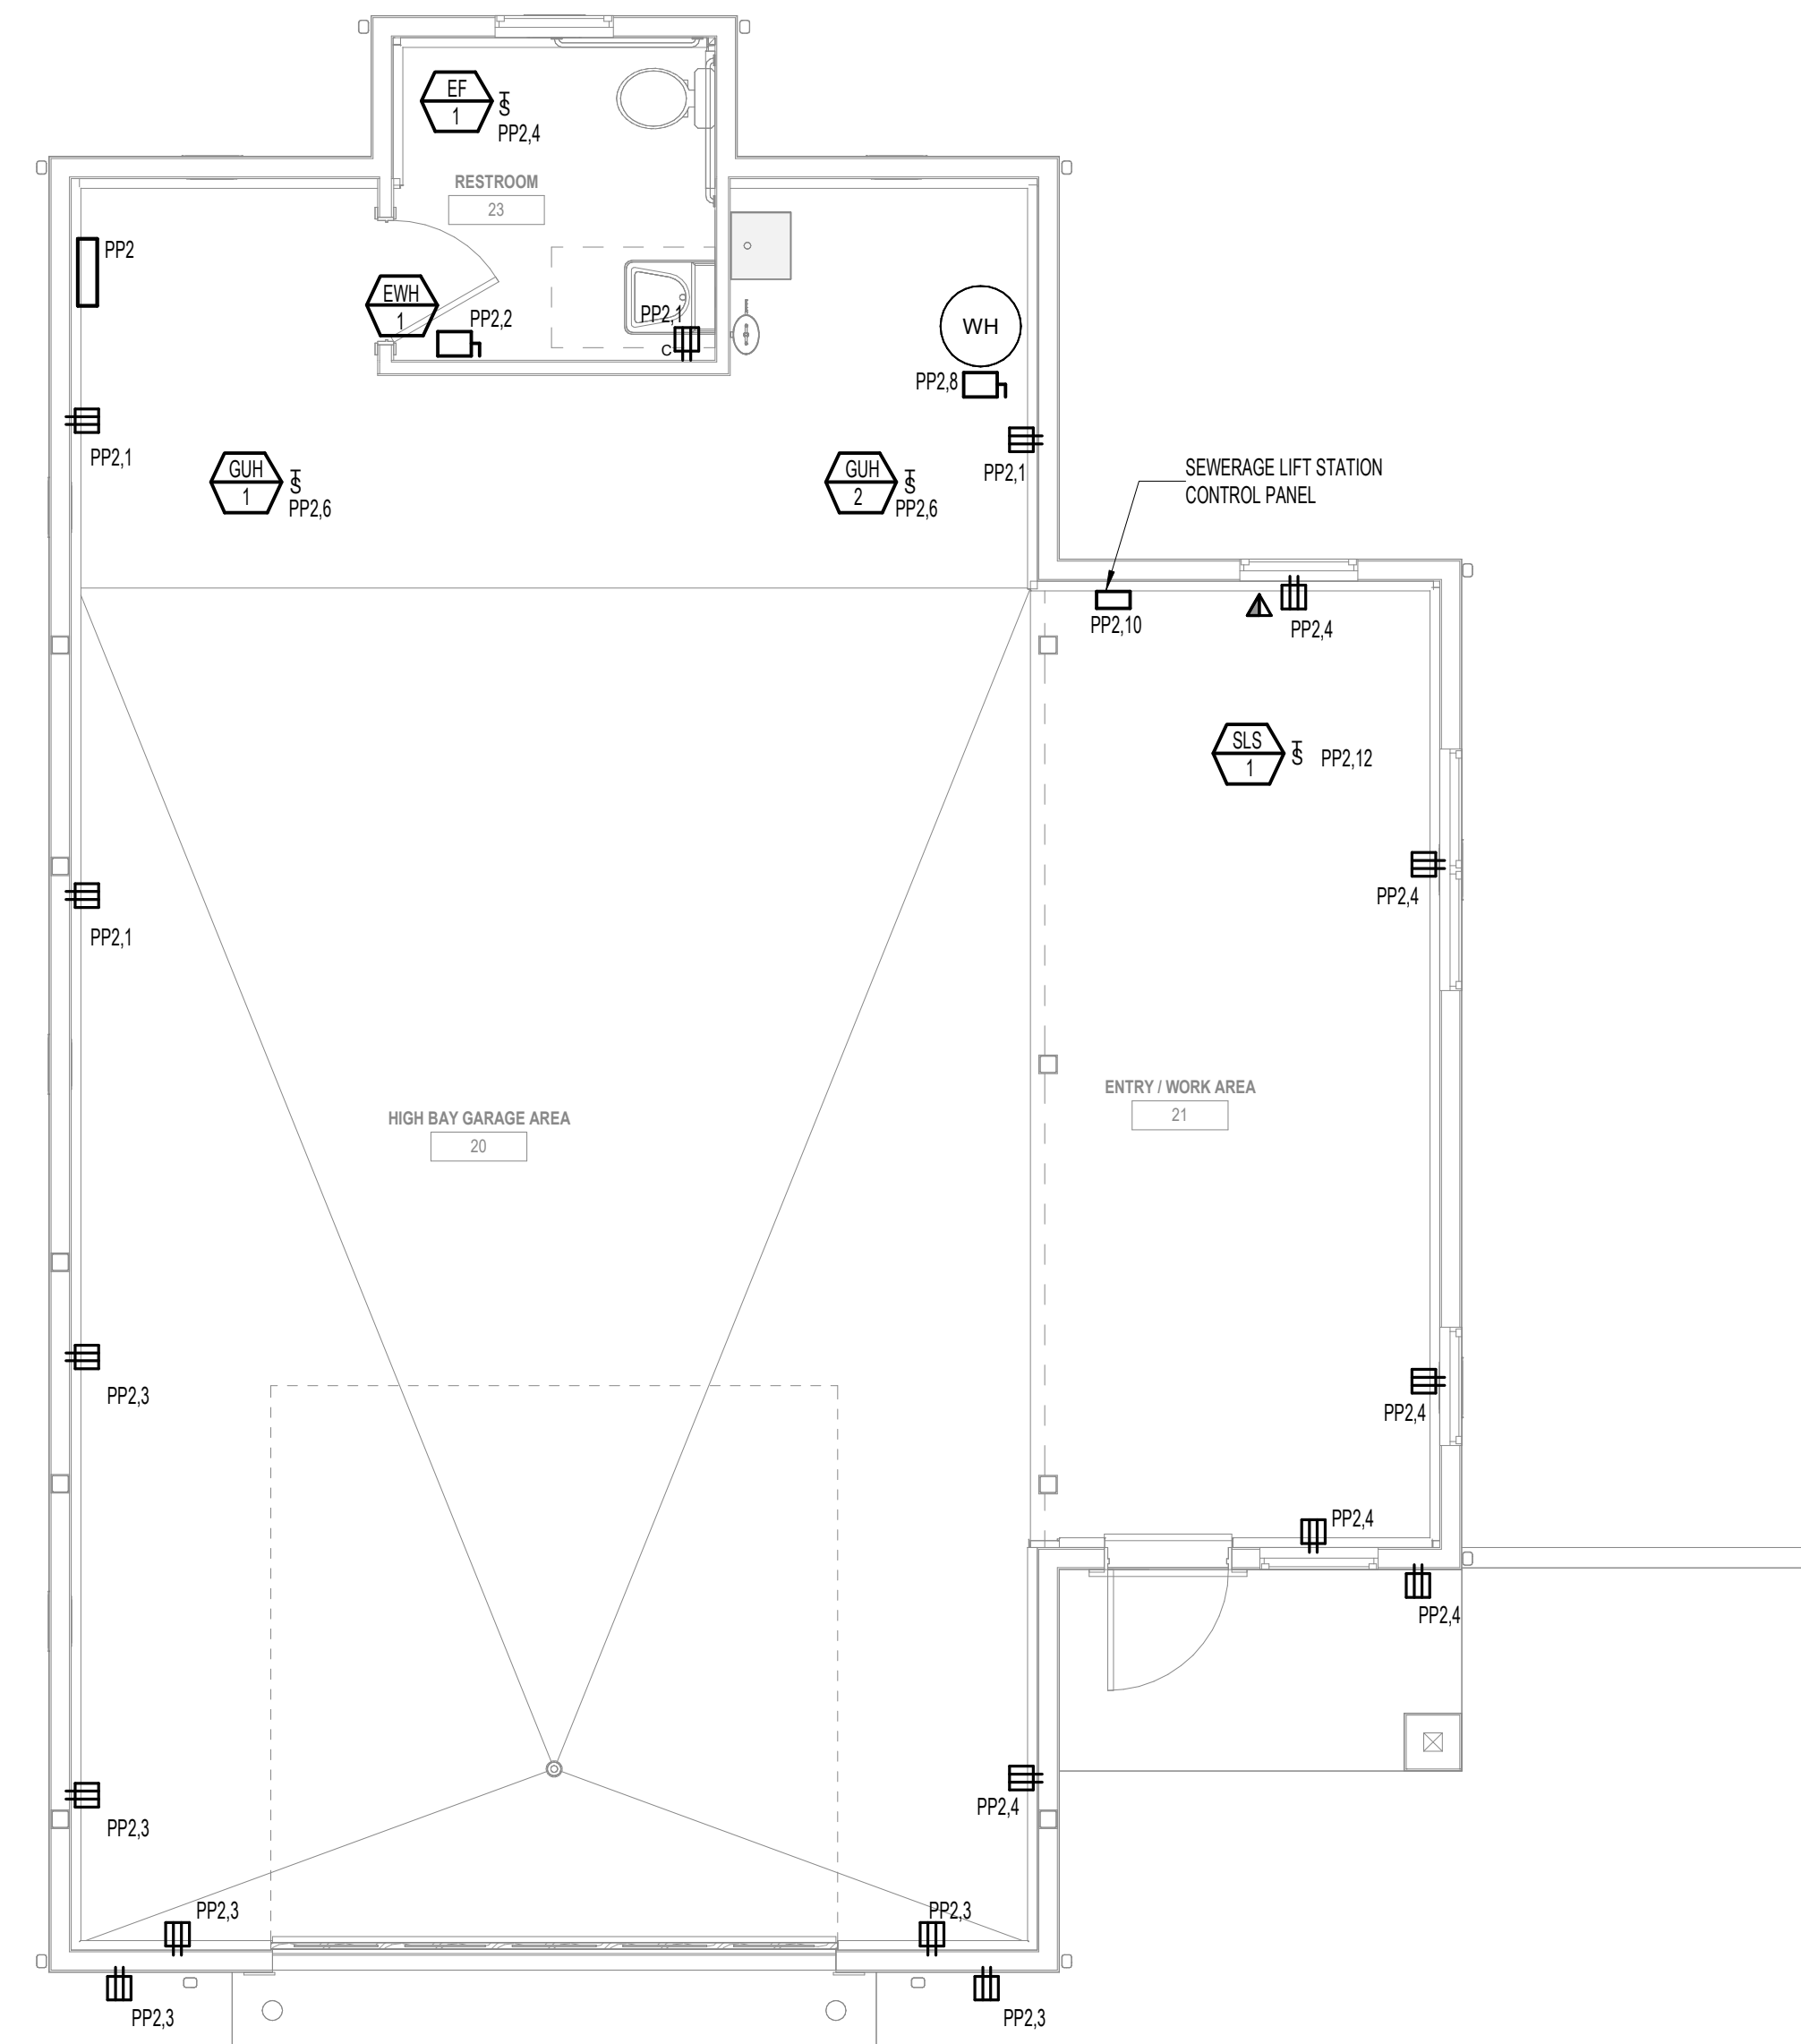 EF
1
S
T
PP2,4
RESTROOM
23
PP2
EWH
1
PP2,2
PP2,1
C
WH
PP2,8
PP2,1
PP2,1
GUH
1
S
T
PP2,6
GUH
2
S
T
PP2,6
SEWERAGE LIFT STATION
CONTROL PANEL
PP2,10
PP2,4
SLS
1
S
T
PP2,12
PP2,4
PP2,1
ENTRY / WORK AREA
21
HIGH BAY GARAGE AREA
20
PP2,3
PP2,4
PP2,4
PP2,4
PP2,4
PP2,3
PP2,3
PP2,3
PP2,3
PP2,3